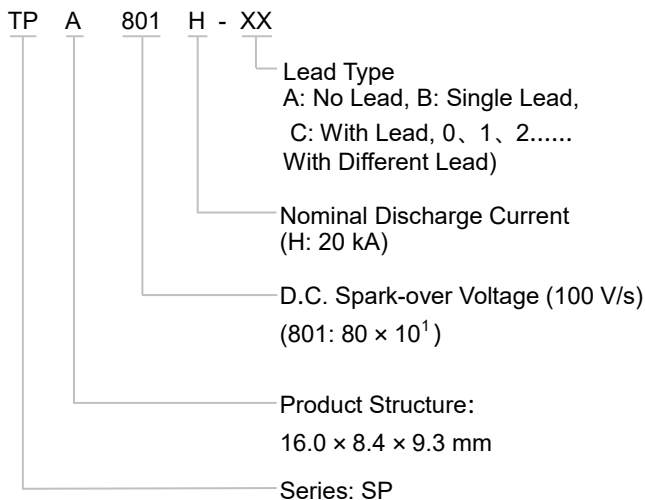 TP A 801 H - XX
Lead Type
A: No Lead, B: Single Lead,
C: With Lead, 0、1、2......
With Different Lead)
Nominal Discharge Current
(H: 20 kA)
D.C. Spark-over Voltage (100 V/s)
(801: 80 × 10¹)
Product Structure:
16.0 × 8.4 × 9.3 mm
Series: SP